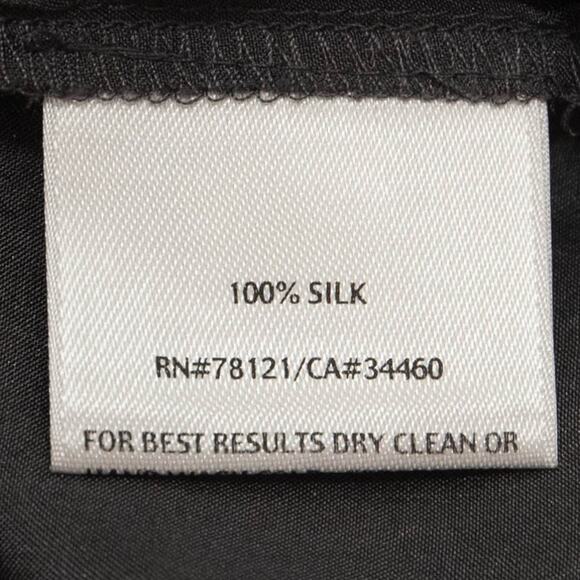 100% SILK
RN#78121/CA#34460
FOR BEST RESULTS DRY CLEAN OR